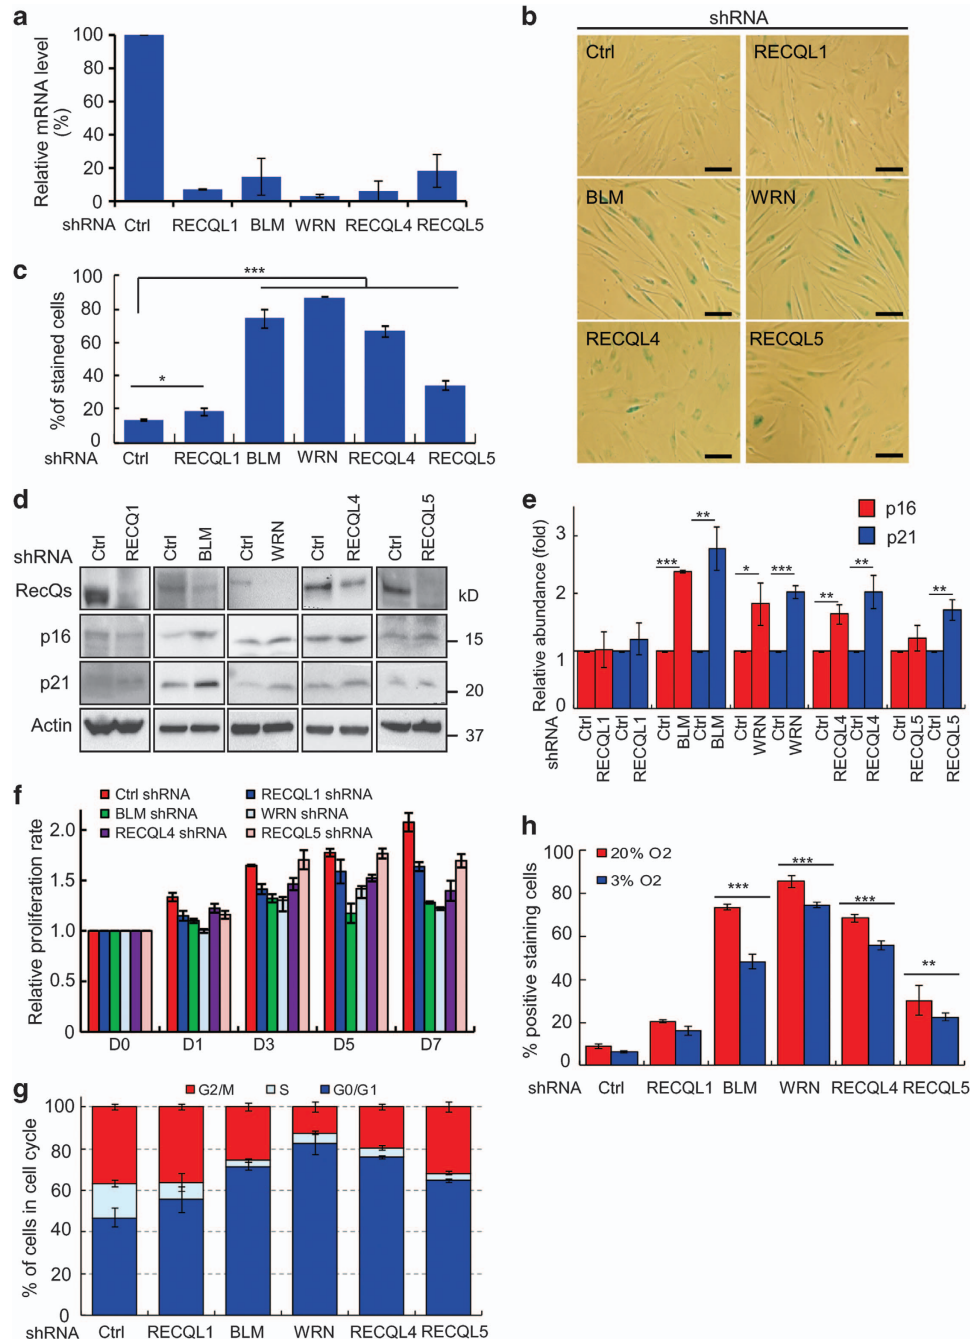 a
Relative mRNA level
(%)
100
80
60
40
20
0
shRNA Ctrl RECQL1 BLM WRN RECQL4 RECQL5
b
shRNA
Ctrl RECQL1
BLM WRN
RECQL4 RECQL5
c
%of stained cells
100
80
60
40
20
0
***
*
shRNA Ctrl RECQL1 BLM WRN RECQL4 RECQL5
d
shRNA Ctrl RECQ1 Ctrl BLM Ctrl WRN Ctrl RECQL4 Ctrl RECQL5
RecQs
kD
p16
15
p21
20
Actin
37
e
p16
p21
Relative abundance (fold)
3
2
1
0
*** ** * *** ** ** **
shRNA Ctrl RECQL1 Ctrl RECQL1 Ctrl BLM Ctrl BLM Ctrl WRN Ctrl WRN Ctrl RECQL4 Ctrl RECQL4 Ctrl RECQL5 Ctrl RECQL5
f
Ctrl shRNA RECQL1 shRNA
BLM shRNA WRN shRNA
RECQL4 shRNA RECQL5 shRNA
Relative proliferation rate
2.0
1.5
1.0
0.5
0
D0 D1 D3 D5 D7
g
G2/M S G0/G1
% of cells in cell cycle
100
80
60
40
20
0
shRNA Ctrl RECQL1 BLM WRN RECQL4 RECQL5
h
20% O2
3% O2
% positive staining cells
100
80
60
40
20
0
*** *** *** **
shRNA Ctrl RECQL1 BLM WRN RECQL4 RECQL5